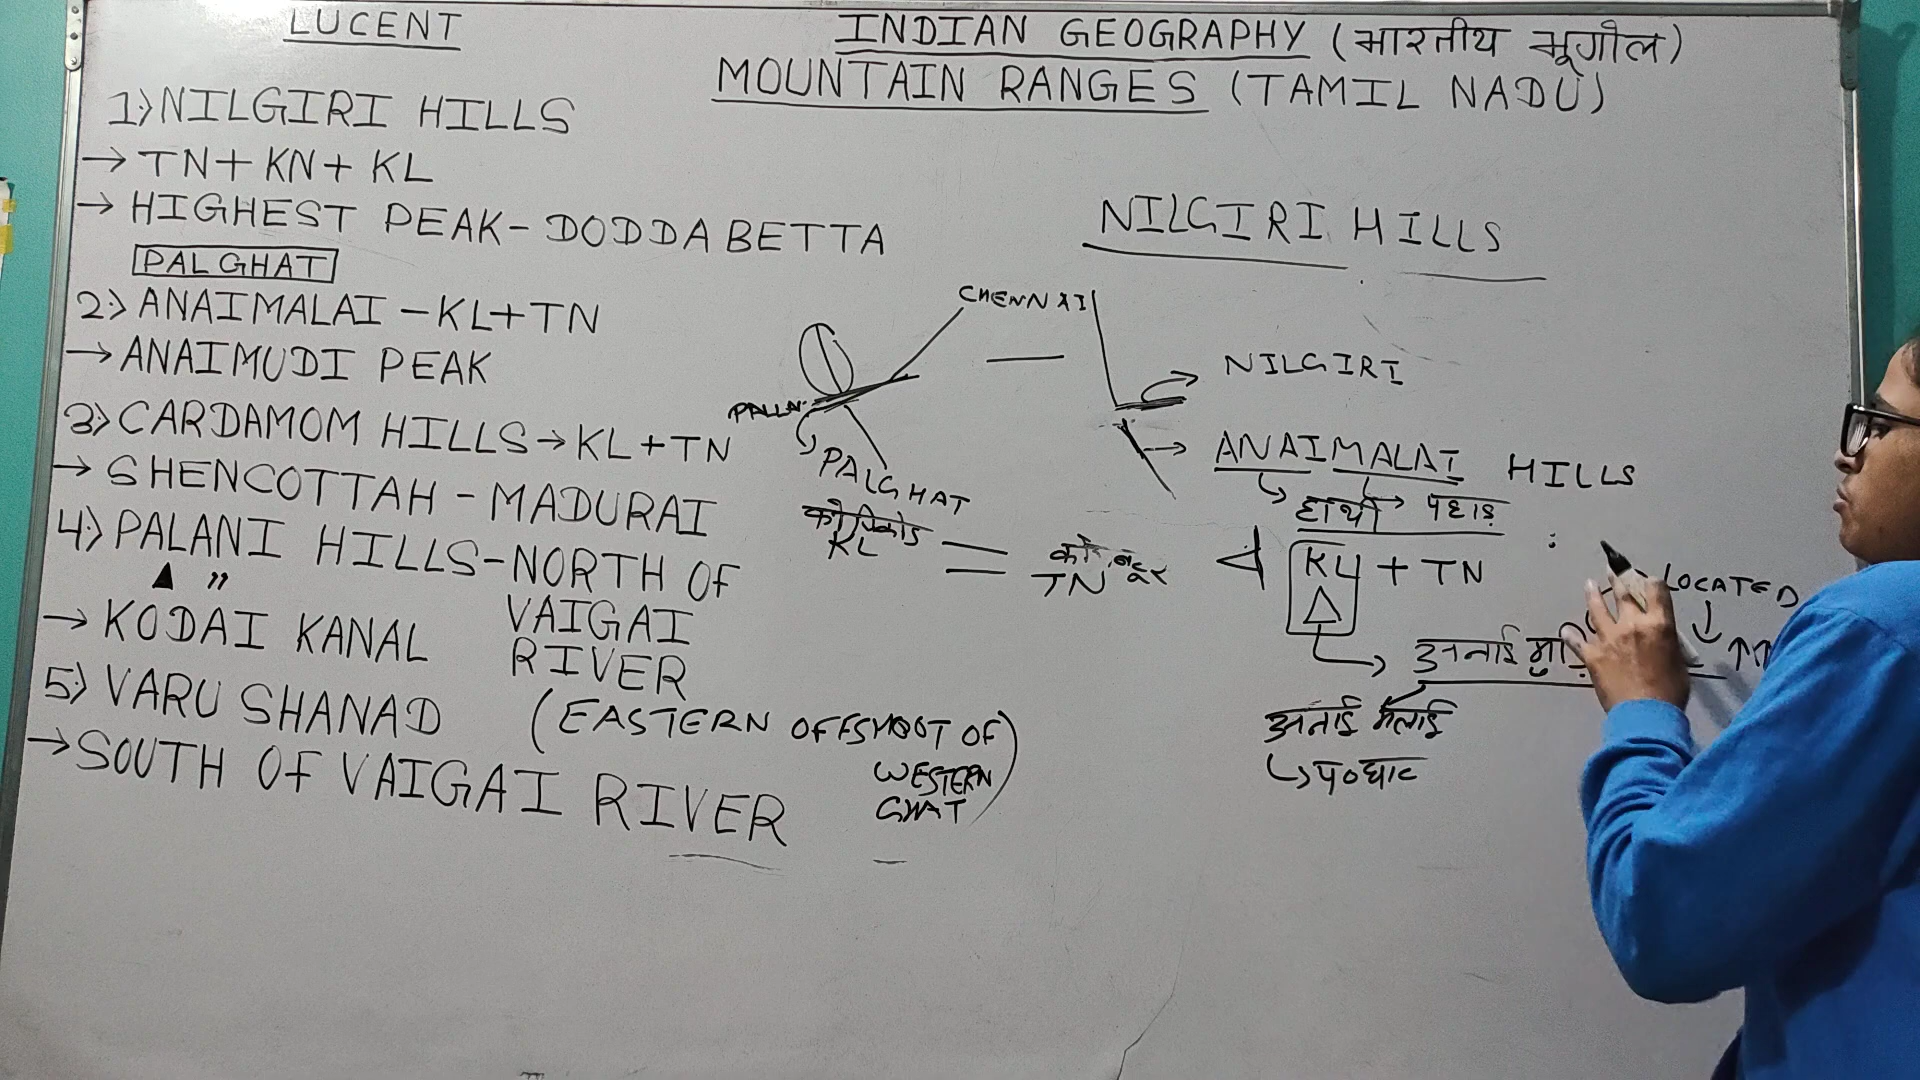 LUCENT
INDIAN GEOGRAPHY (भारतीय भूगोल)
MOUNTAIN RANGES (TAMIL NADU)
1) NILGIRI HILLS
→ TN + KN + KL
→ HIGHEST PEAK - DODDABETTA
PALGHAT
2) ANAIMALAI - KL + TN
→ ANAIMUDI PEAK
3) CARDAMOM HILLS → KL + TN
→ SHENCOTTAH - MADURAI
4) PALANI HILLS - NORTH OF
VAIGAI
RIVER
→ KODAI KANAL
5) VARUSHANAD
→ SOUTH OF VAIGAI RIVER
(EASTERN OFFSHOOT OF
WESTERN
GHAT)
NILGIRI HILLS
CHENNAI
PALGHAT
KL
TN
NILGIRI
ANAIMALAI HILLS
हाथी पहाड़
+ TN
LOCATED
अनाई मलाई